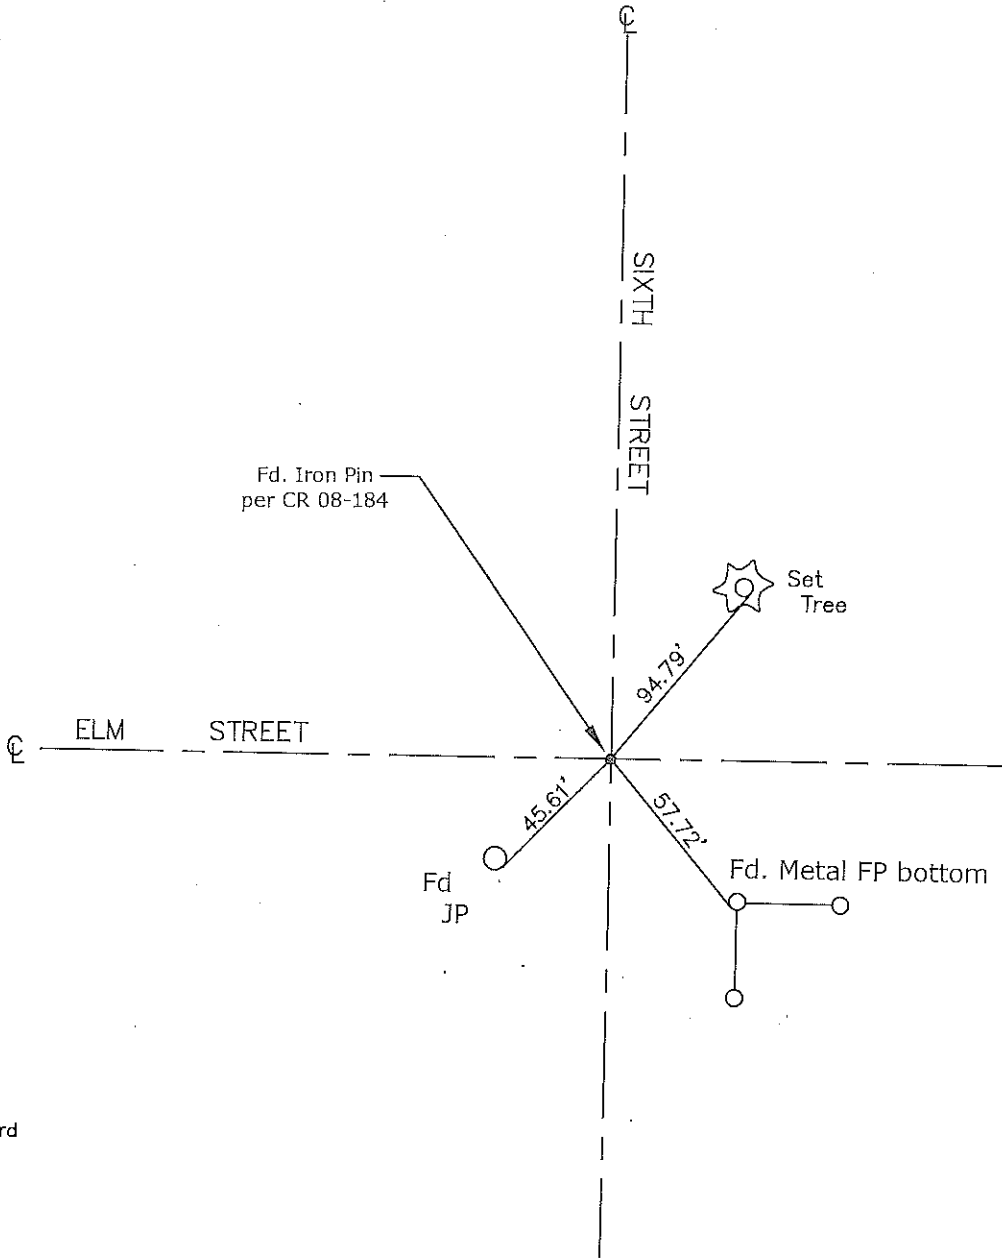 ℄
SIXTH STREET
Fd. Iron Pin
per CR 08-184
Set
Tree
94.79'
℄ ELM STREET
45.61'
57.72'
Fd. Metal FP bottom
Fd
JP
rd